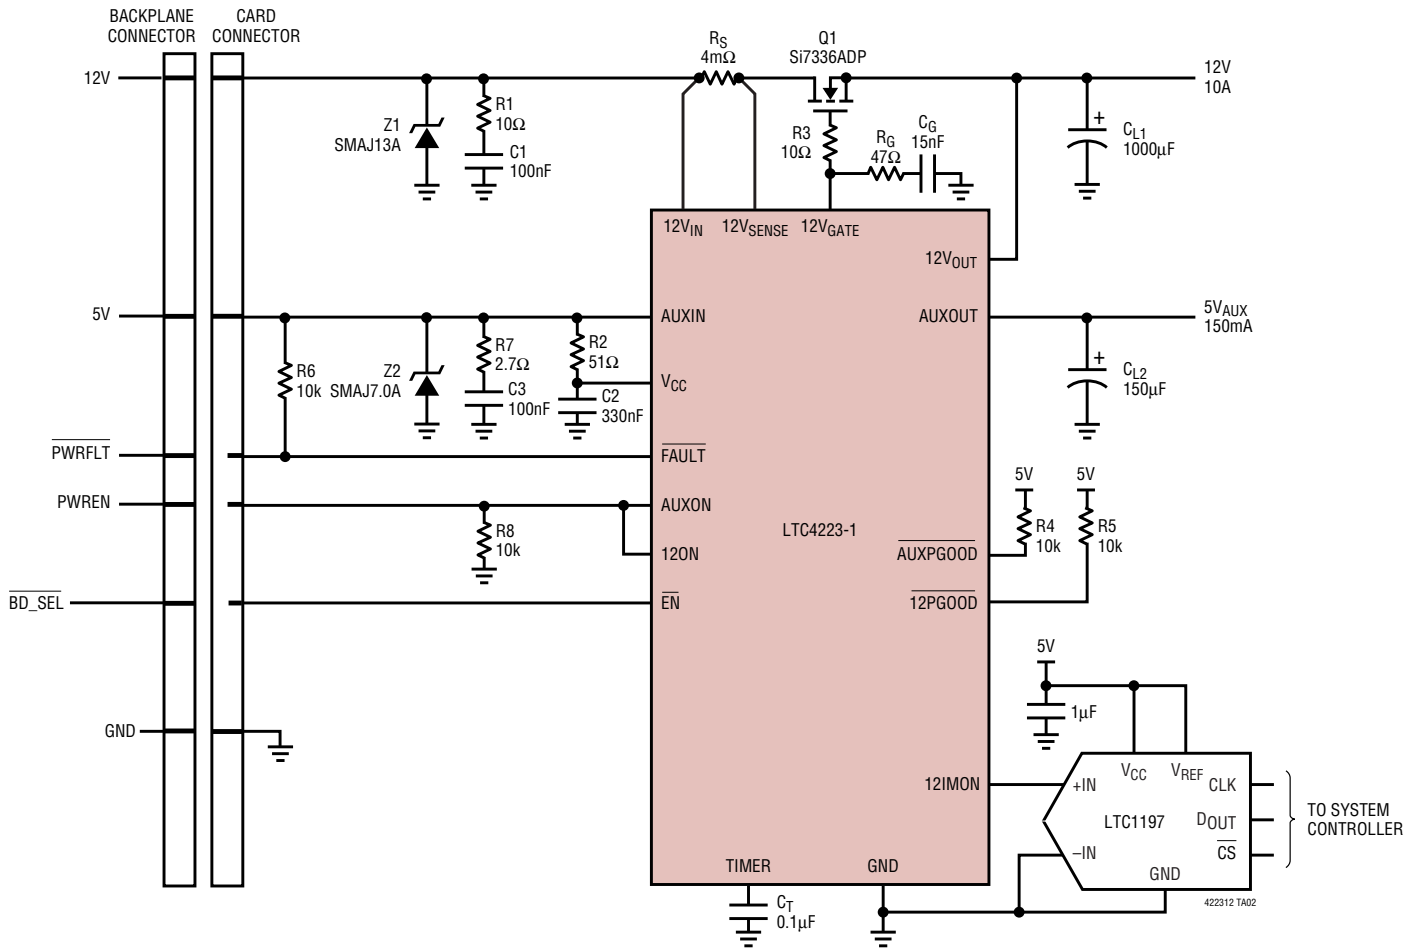 BACKPLANE
CONNECTOR
CARD
CONNECTOR
12V
RS
4mΩ
Q1
Si7336ADP
12V
10A
Z1
SMAJ13A
R1
10Ω
C1
100nF
R3
10Ω
RG
47Ω
CG
15nF
+
CL1
1000µF
12VIN
12VSENSE
12VGATE
12VOUT
5V
AUXIN
AUXOUT
5VAUX
150mA
R6
10k
Z2
SMAJ7.0A
R7
2.7Ω
C3
100nF
R2
51Ω
VCC
C2
330nF
+
CL2
150µF
PWRFLT
FAULT
PWREN
AUXON
R8
10k
12ON
LTC4223-1
5V
5V
R4
10k
R5
10k
AUXPGOOD
BD_SEL
EN
12PGOOD
5V
1µF
GND
12IMON
+IN
VCC
VREF
CLK
LTC1197
DOUT
–IN
CS
GND
TO SYSTEM
CONTROLLER
TIMER
GND
CT
0.1µF
422312 TA02